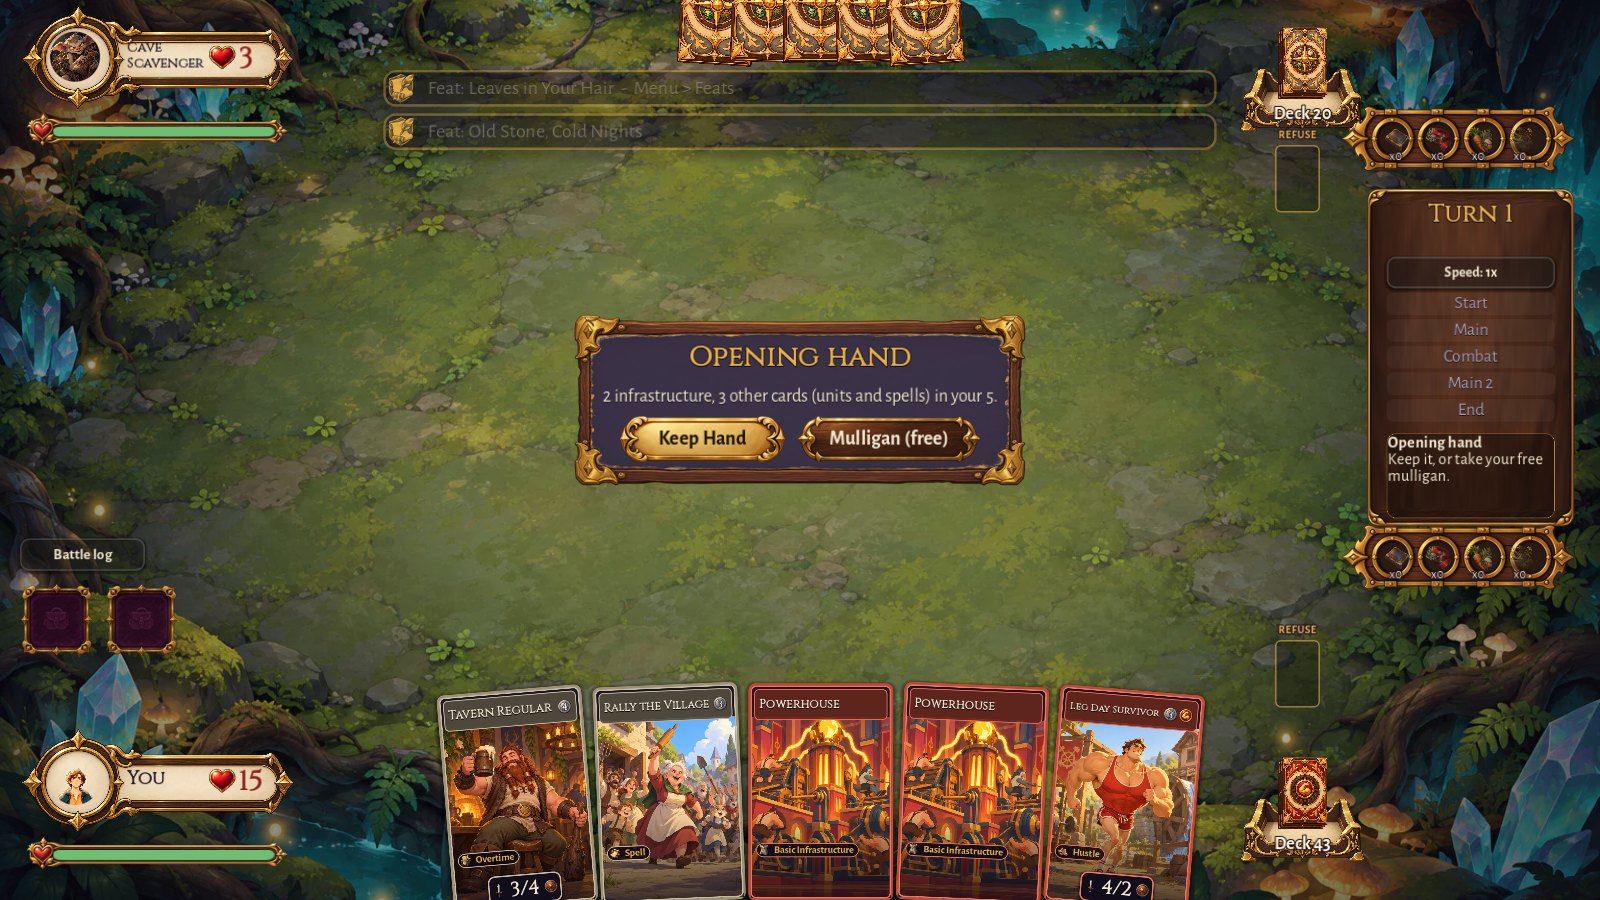 Cave
Scavenger
3
Feat: Leaves in Your Hair - Menu > Feats
Feat: Old Stone, Cold Nights
Deck 20
REFUSE
x0 x0 x0 x0
Turn 1
Speed: 1x
Start
Main
Combat
Main 2
End
Opening hand
Keep it, or take your free
mulligan.
x0 x0 x0 x0
Opening hand
2 infrastructure, 3 other cards (units and spells) in your 5.
Keep Hand
Mulligan (free)
Battle log
REFUSE
You
15
Tavern Regular 4
Overtime
3/4
Rally the Village
Spell
Powerhouse
Basic Infrastructure
Powerhouse
Basic Infrastructure
Leg Day Survivor
Hustle
4/2
Deck 43